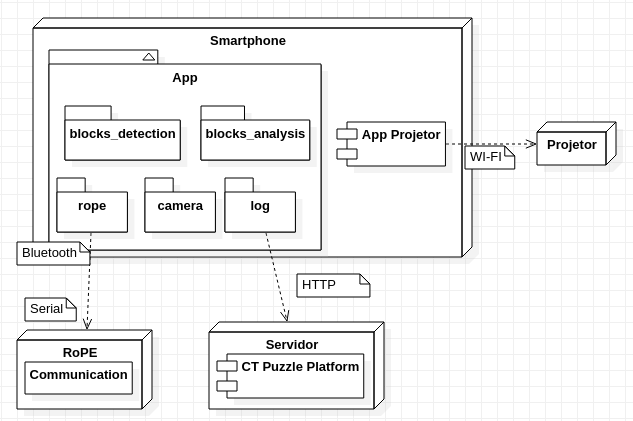 Smartphone
App
blocks_detection
blocks_analysis
App Projetor
WI-FI
Projetor
rope
camera
log
Bluetooth
HTTP
Serial
RoPE
Communication
Servidor
CT Puzzle Platform